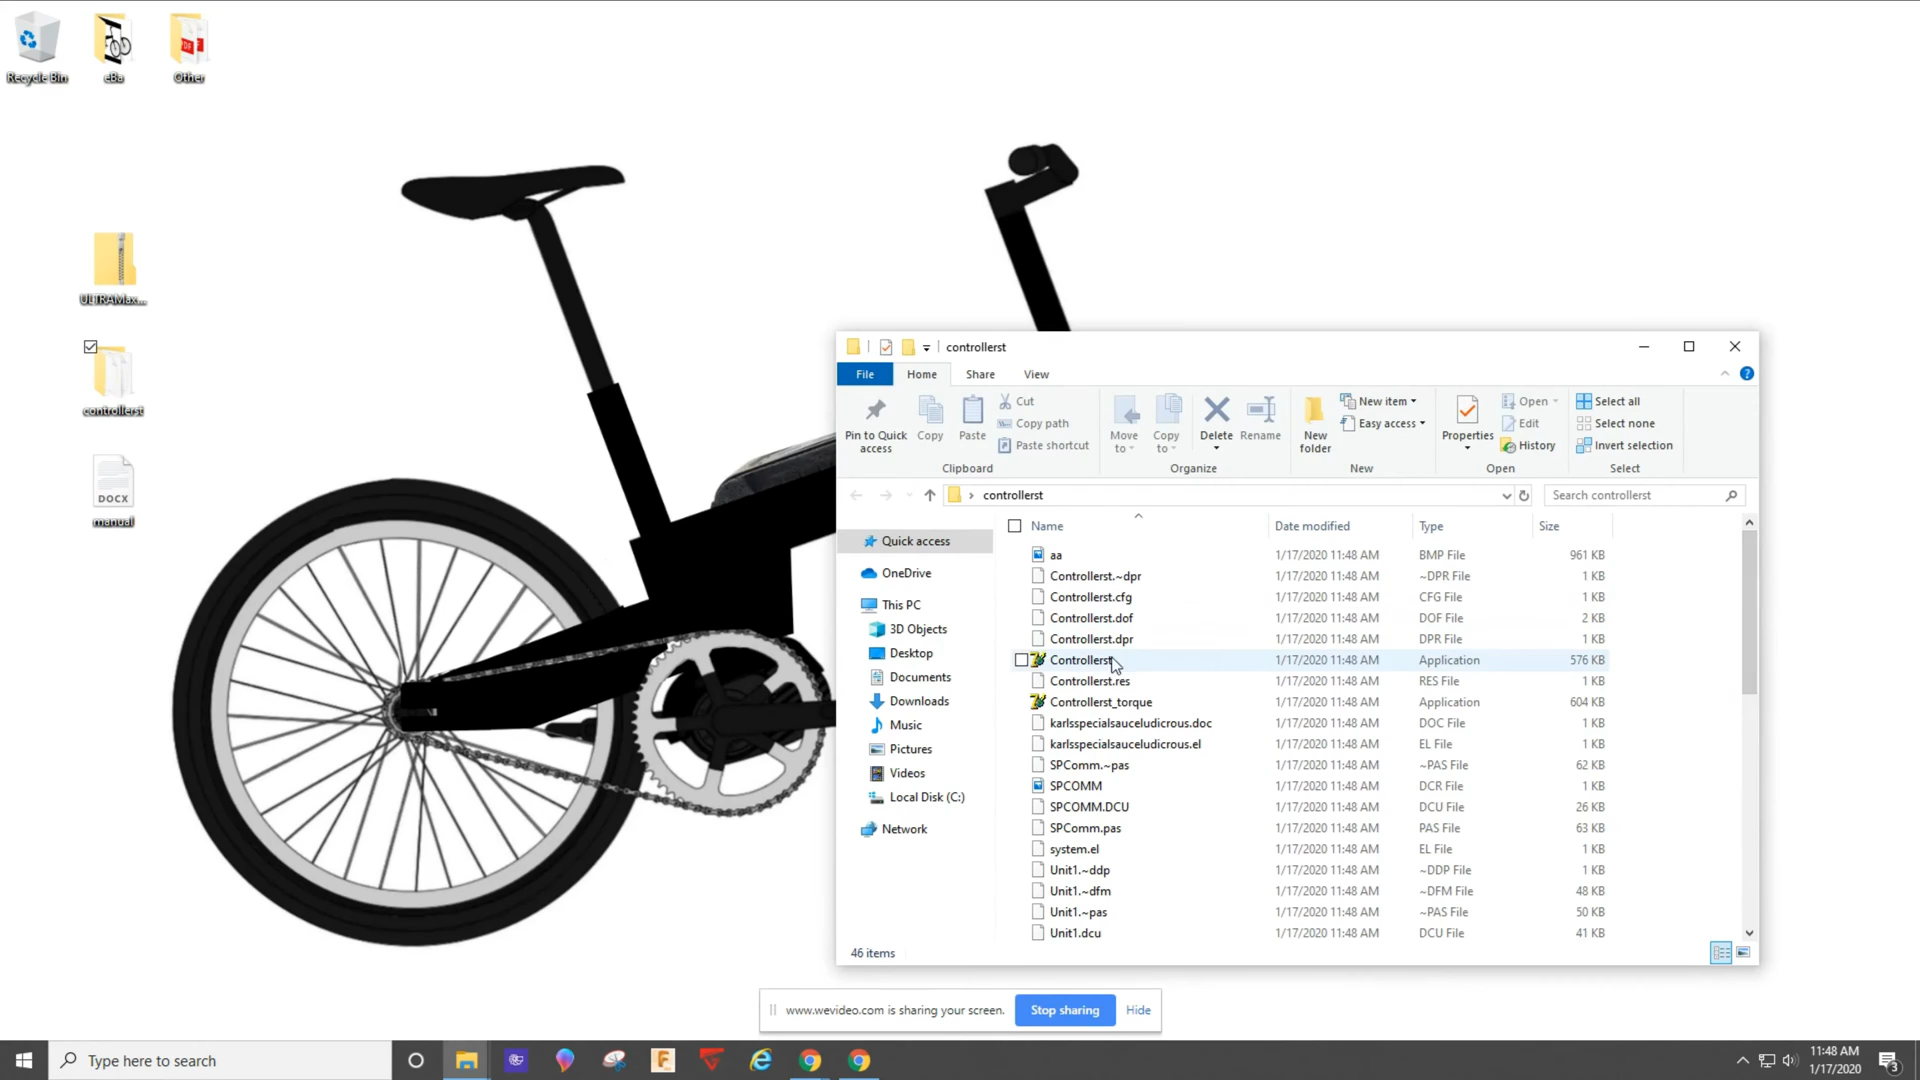 Recycle Bin
eBa
Other
ULTRAMax...
controllerst
DOCX
manual
controllerst
File
Home
Share
View
Pin to Quick access
Copy
Paste
Cut
Copy path
Paste shortcut
Clipboard
Move to
Copy to
Delete
Rename
Organize
New folder
New item
Easy access
New
Properties
Open
Edit
History
Open
Select all
Select none
Invert selection
Select
controllerst
Search controllerst
Quick access
OneDrive
This PC
3D Objects
Desktop
Documents
Downloads
Music
Pictures
Videos
Local Disk (C:)
Network
Name Date modified Type Size
aa 1/17/2020 11:48 AM BMP File 961 KB
Controllerst.~dpr 1/17/2020 11:48 AM ~DPR File 1 KB
Controllerst.cfg 1/17/2020 11:48 AM CFG File 1 KB
Controllerst.dof 1/17/2020 11:48 AM DOF File 2 KB
Controllerst.dpr 1/17/2020 11:48 AM DPR File 1 KB
Controllerst 1/17/2020 11:48 AM Application 576 KB
Controllerst.res 1/17/2020 11:48 AM RES File 1 KB
Controllerst_torque 1/17/2020 11:48 AM Application 604 KB
karlsspecialsauceludicrous.doc 1/17/2020 11:48 AM DOC File 1 KB
karlsspecialsauceludicrous.el 1/17/2020 11:48 AM EL File 1 KB
SPComm.~pas 1/17/2020 11:48 AM ~PAS File 62 KB
SPCOMM 1/17/2020 11:48 AM DCR File 2 KB
SPCOMM.DCU 1/17/2020 11:48 AM DCU File 26 KB
SPComm.pas 1/17/2020 11:48 AM PAS File 63 KB
system.el 1/17/2020 11:48 AM EL File 1 KB
Unit1.~ddp 1/17/2020 11:48 AM ~DDP File 1 KB
Unit1.~dfm 1/17/2020 11:48 AM ~DFM File 48 KB
Unit1.~pas 1/17/2020 11:48 AM ~PAS File 50 KB
Unit1.dcu 1/17/2020 11:48 AM DCU File 41 KB
46 items
www.wevideo.com is sharing your screen.
Stop sharing
Hide
Type here to search
11:48 AM
1/17/2020
3